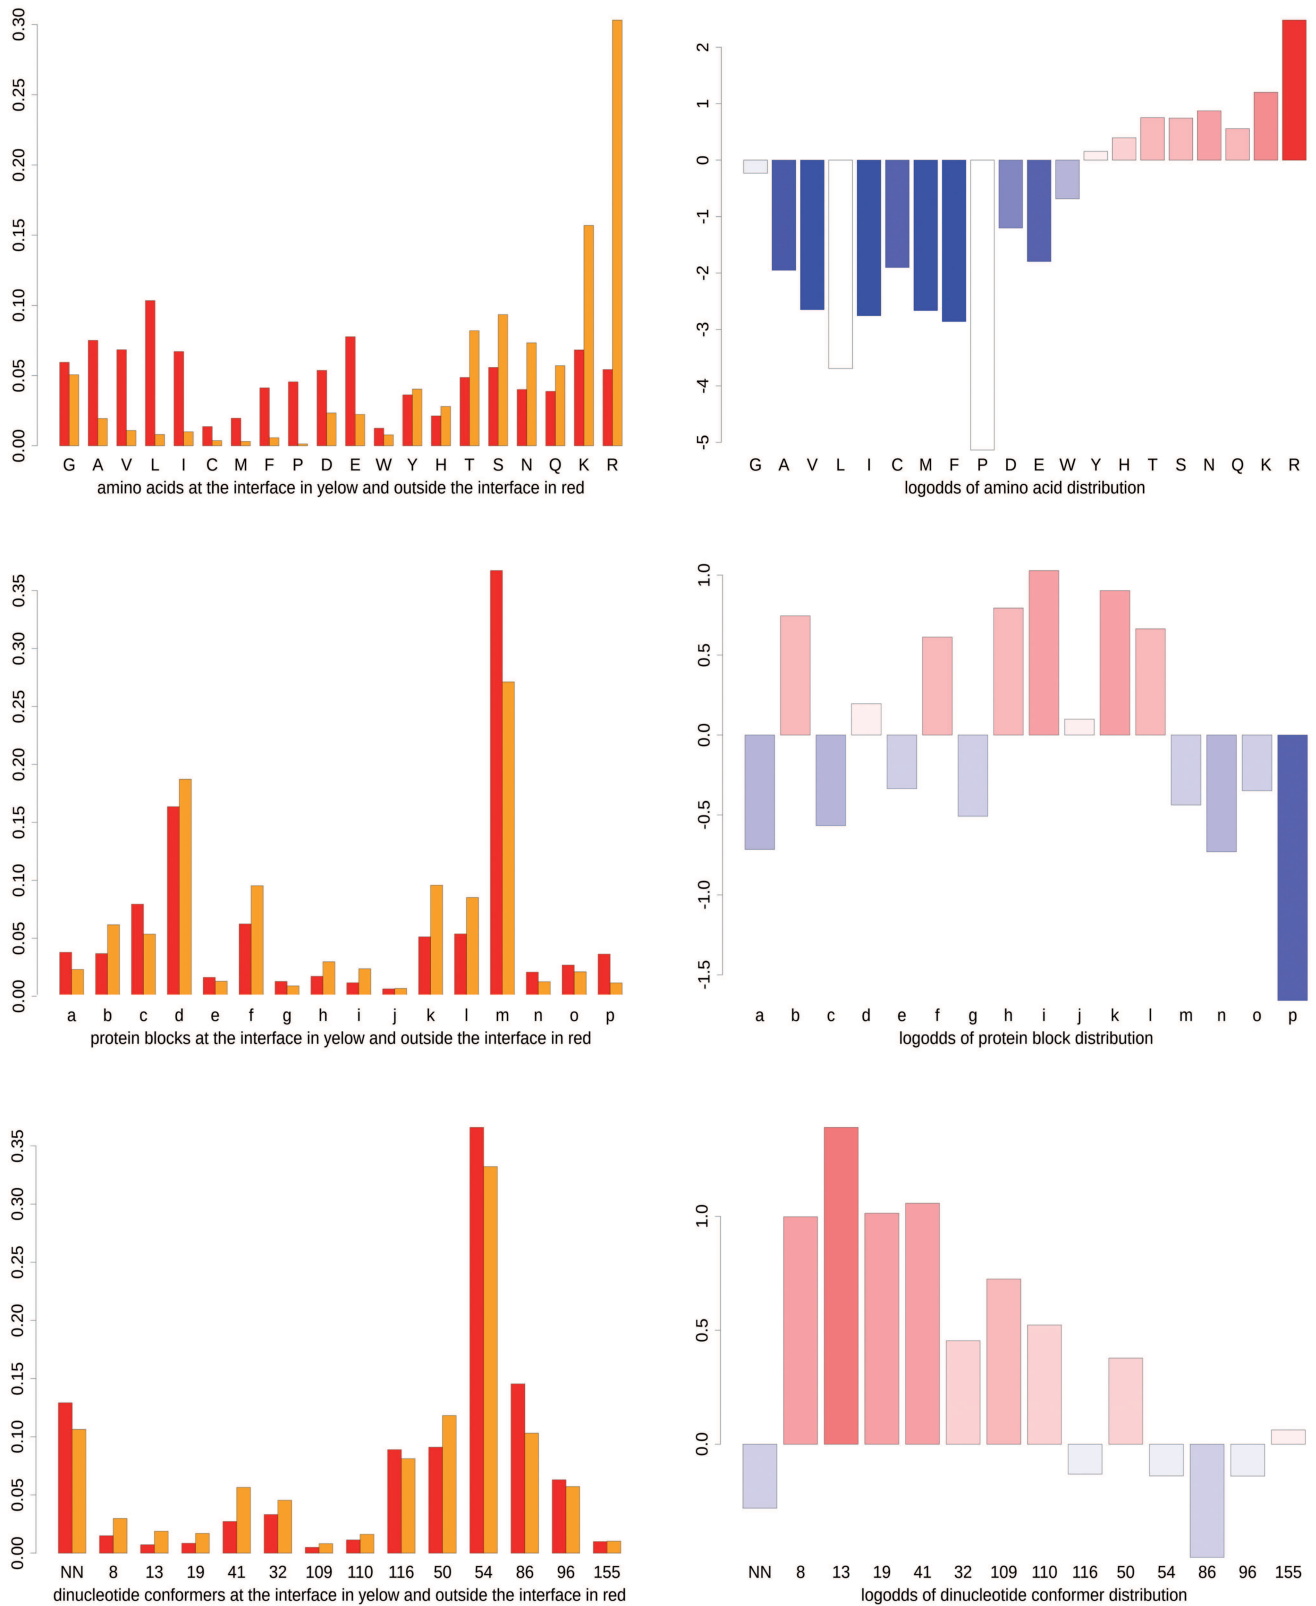 0.00 0.05 0.10 0.15 0.20 0.25 0.30
G A V L I C M F P D E W Y H T S N Q K R
amino acids at the interface in yelow and outside the interface in red
-5 -4 -3 -2 -1 0 1 2
G A V L I C M F P D E W Y H T S N Q K R
logodds of amino acid distribution
0.00 0.05 0.10 0.15 0.20 0.25 0.30 0.35
a b c d e f g h i j k l m n o p
protein blocks at the interface in yelow and outside the interface in red
-1.5 -1.0 -0.5 0.0 0.5 1.0
a b c d e f g h i j k l m n o p
logodds of protein block distribution
0.00 0.05 0.10 0.15 0.20 0.25 0.30 0.35
NN 8 13 19 41 32 109 110 116 50 54 86 96 155
dinucleotide conformers at the interface in yelow and outside the interface in red
0.0 0.5 1.0
NN 8 13 19 41 32 109 110 116 50 54 86 96 155
logodds of dinucleotide conformer distribution